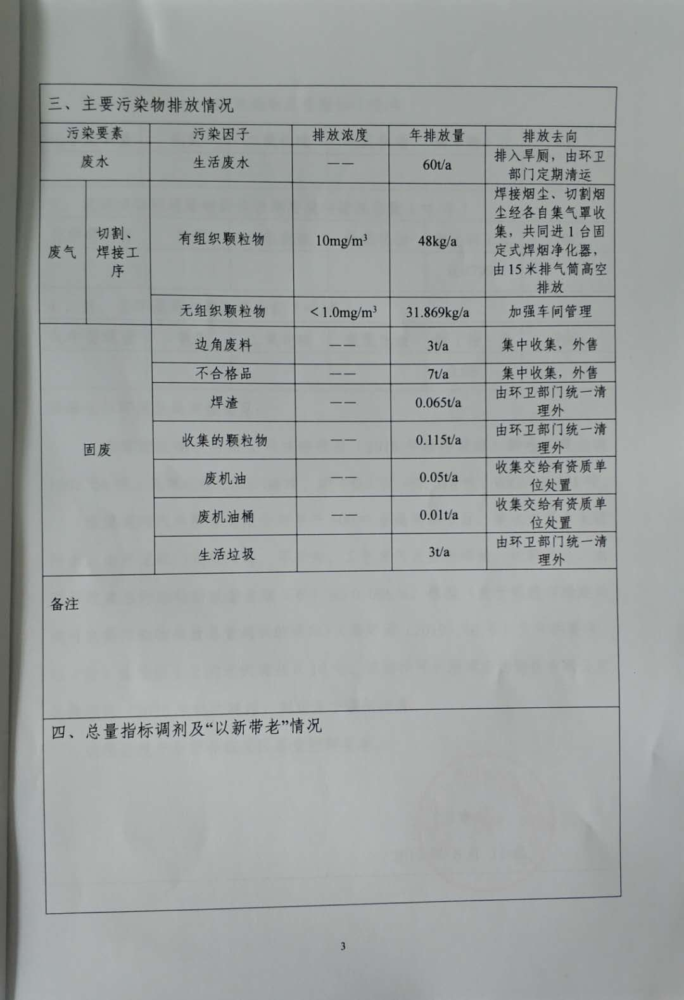 三、主要污染物排放情况
污染要素 污染因子 排放浓度 年排放量 排放去向
废水 生活废水 —— 60t/a 排入旱厕，由环卫
部门定期清运
废气 切割、
焊接工
序
有组织颗粒物 10mg/m³ 48kg/a 焊接烟尘、切割烟
尘经各自集气罩收
集，共同进1台固
定式焊烟净化器，
由15米排气筒高空
排放
无组织颗粒物 <1.0mg/m³ 31.869kg/a 加强车间管理
固废
边角废料 —— 3t/a 集中收集，外售
不合格品 —— 7t/a 集中收集，外售
焊渣 —— 0.065t/a 由环卫部门统一清
理外
收集的颗粒物 —— 0.115t/a 由环卫部门统一清
理外
废机油 —— 0.05t/a 收集交给有资质单
位处置
废机油桶 —— 0.01t/a 收集交给有资质单
位处置
生活垃圾 3t/a 由环卫部门统一清
理外
备注
四、总量指标调剂及“以新带老”情况
3